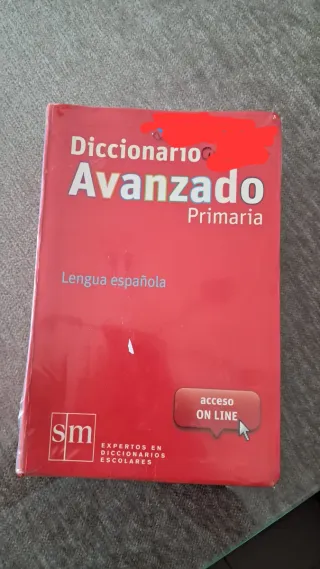 Diccionario
Avanzado
Primaria
Lengua española
acceso
ON LINE
sm
EXPERTOS EN
DICCIONARIOS
ESCOLARES